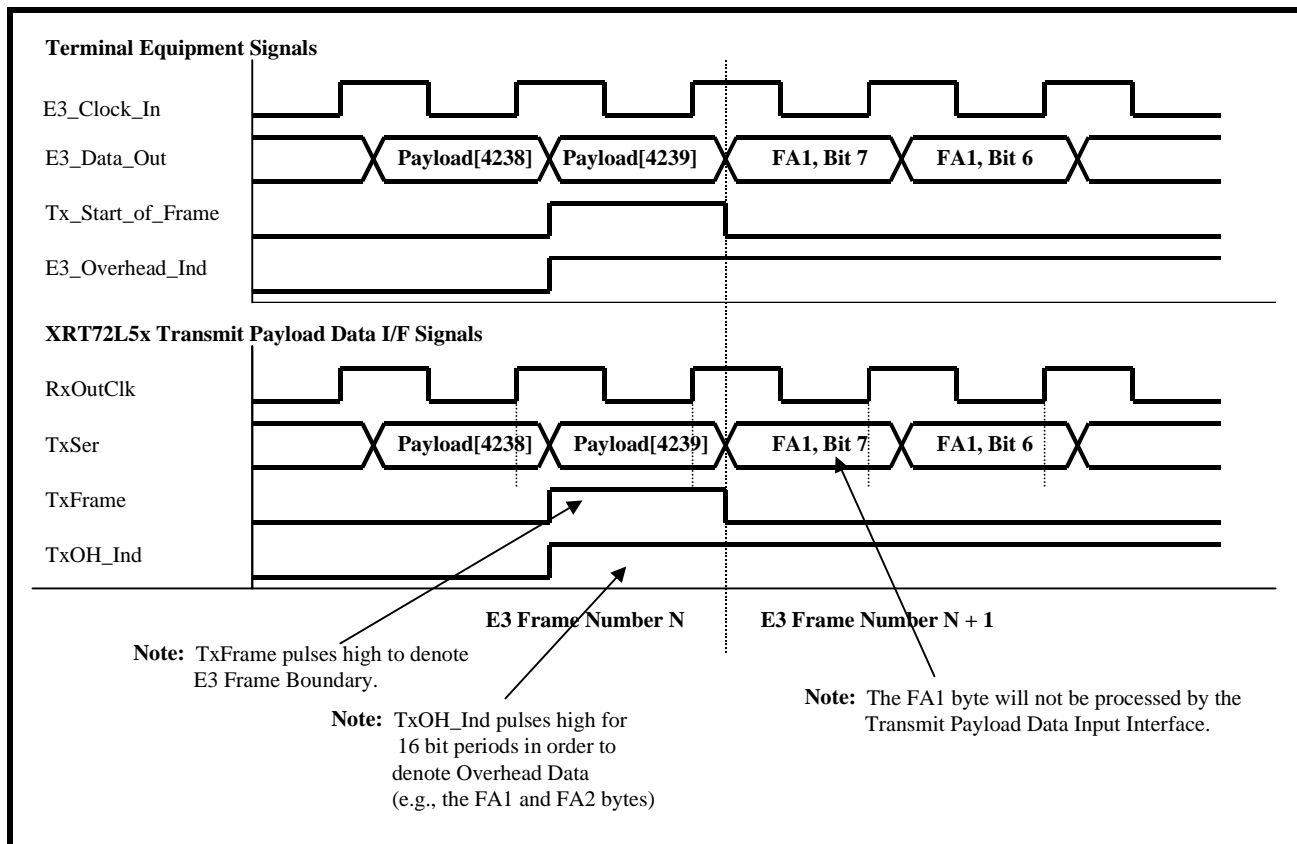 Terminal Equipment Signals
E3_Clock_In
E3_Data_Out
Payload[4238]
Payload[4239]
FA1, Bit 7
FA1, Bit 6
Tx_Start_of_Frame
E3_Overhead_Ind
XRT72L5x Transmit Payload Data I/F Signals
RxOutClk
TxSer
Payload[4238]
Payload[4239]
FA1, Bit 7
FA1, Bit 6
TxFrame
TxOH_Ind
E3 Frame Number N
E3 Frame Number N + 1
Note: TxFrame pulses high to denote
E3 Frame Boundary.
Note: TxOH_Ind pulses high for
16 bit periods in order to
denote Overhead Data
(e.g., the FA1 and FA2 bytes)
Note: The FA1 byte will not be processed by the
Transmit Payload Data Input Interface.